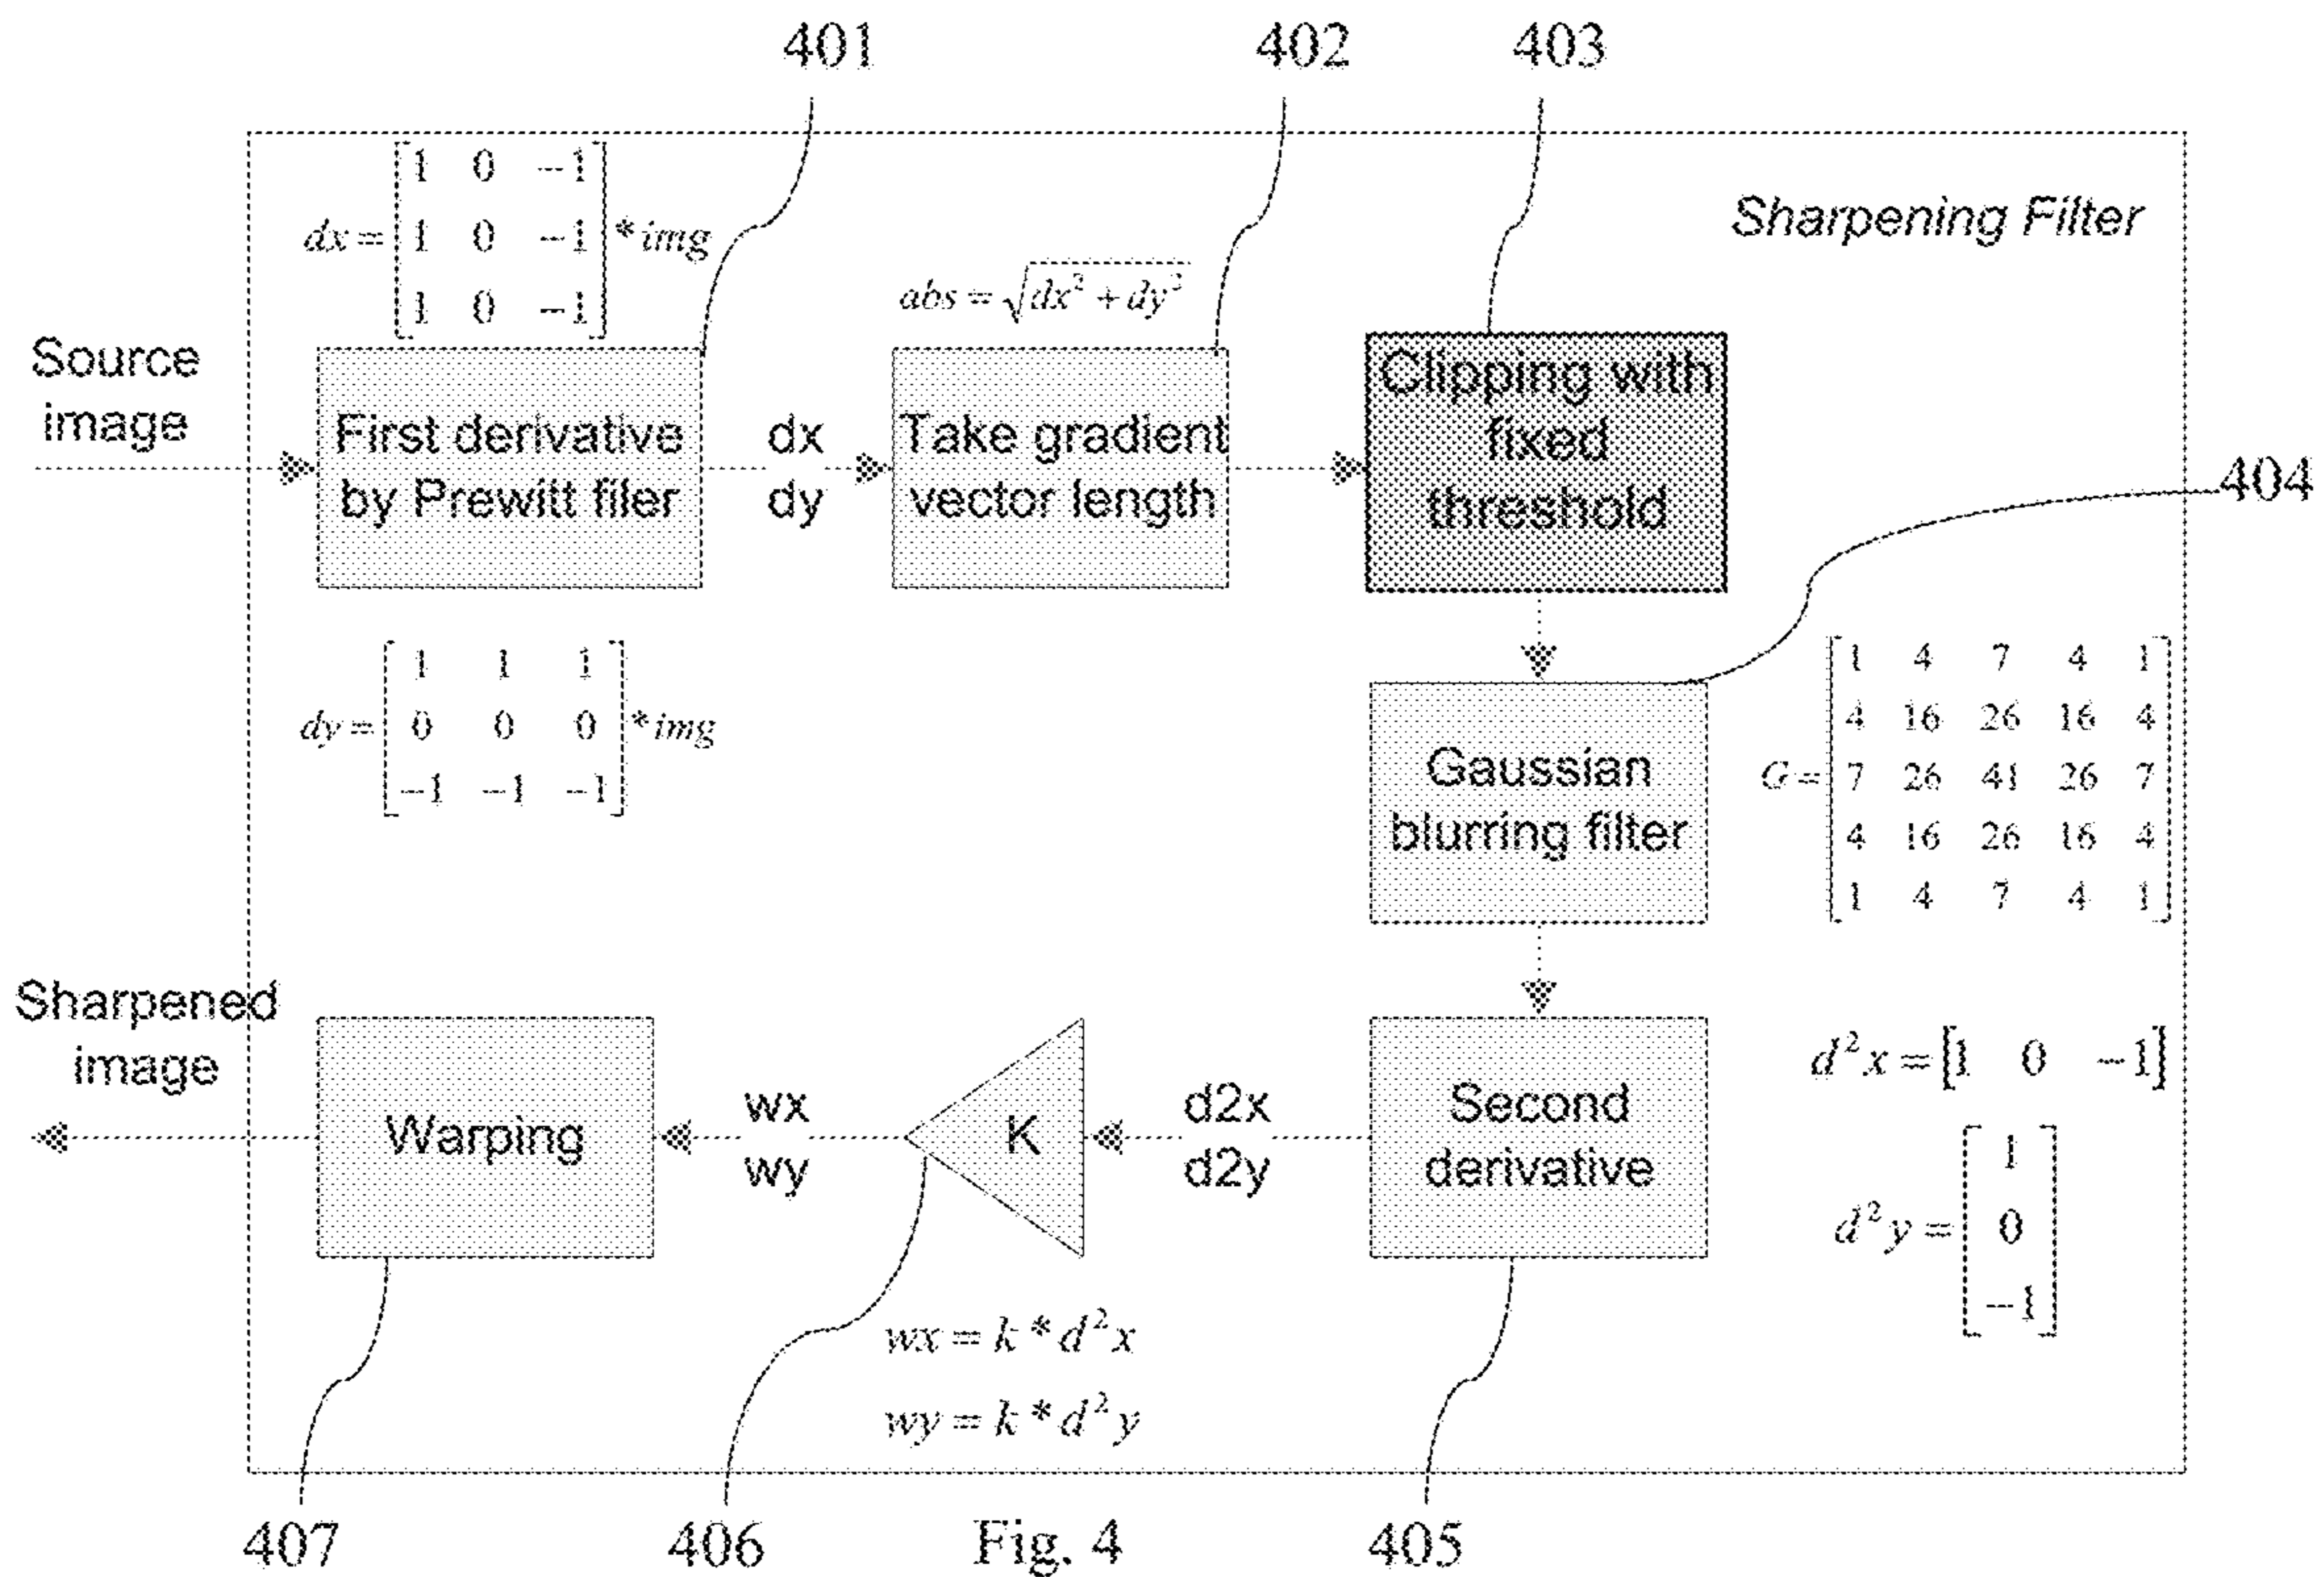 401 402 403
Sharpening Filter
dx = [1 0 -1
1 0 -1
1 0 -1] * img
abs = √dx² + dy²
Source
image
First derivative
by Prewitt filer
dx
dy
Take gradient
vector length
Clipping with
fixed
threshold
404
dy = [1 1 1
0 0 0
-1 -1 -1] * img
Gaussian
blurring filter
G = [1 4 7 4 1
4 16 26 16 4
7 26 41 26 7
4 16 26 16 4
1 4 7 4 1]
Sharpened
image
Warping
wx
wy
K
d2x
d2y
Second
derivative
d²x = [1 0 -1]
d²y = [1
0
-1]
wx = k * d²x
wy = k * d²y
407 406 405
Fig. 4